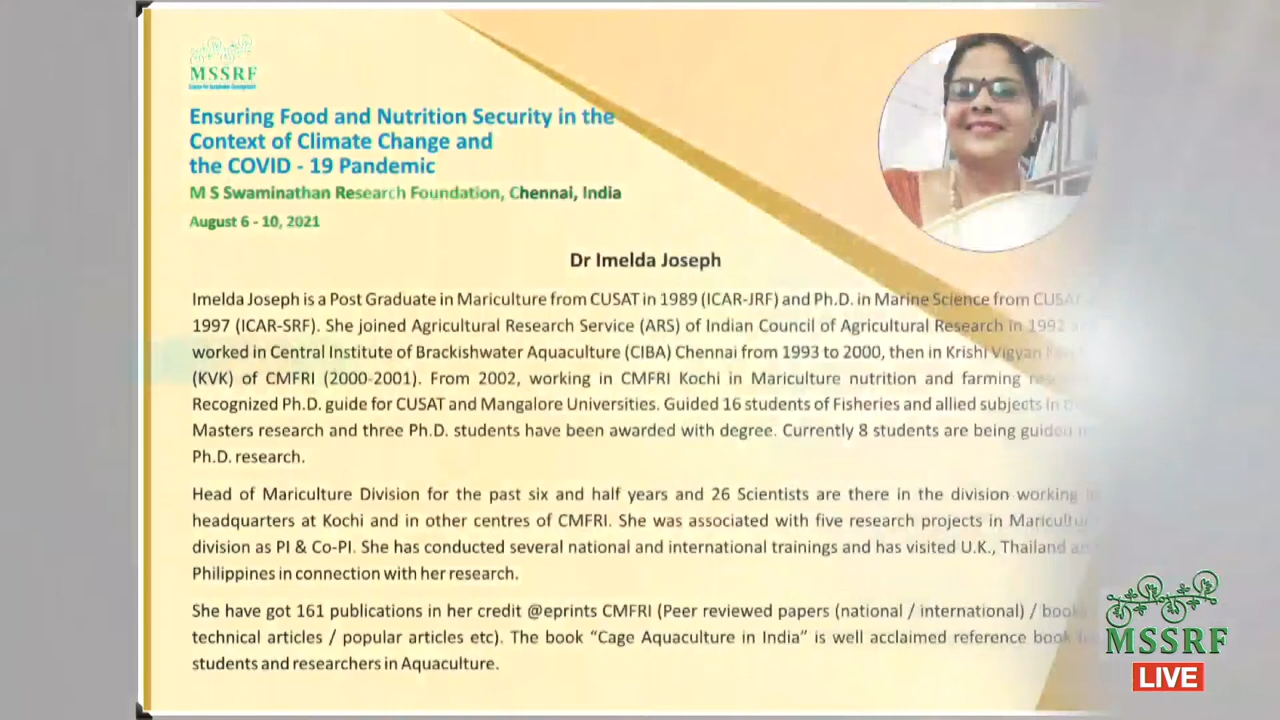 MSSRF
Ensuring Food and Nutrition Security in the
Context of Climate Change and
the COVID - 19 Pandemic
M S Swaminathan Research Foundation, Chennai, India
August 6 - 10, 2021
Dr Imelda Joseph
Imelda Joseph is a Post Graduate in Mariculture from CUSAT in 1989 (ICAR-JRF) and Ph.D. in Marine Science from CUSAT
1997 (ICAR-SRF). She joined Agricultural Research Service (ARS) of Indian Council of Agricultural Research in 1992
worked in Central Institute of Brackishwater Aquaculture (CIBA) Chennai from 1993 to 2000, then in Krishi Vigyan
(KVK) of CMFRI (2000-2001). From 2002, working in CMFRI Kochi in Mariculture nutrition and farming
Recognized Ph.D. guide for CUSAT and Mangalore Universities. Guided 16 students of Fisheries and allied subjects in
Masters research and three Ph.D. students have been awarded with degree. Currently 8 students are being guided
Ph.D. research.
Head of Mariculture Division for the past six and half years and 26 Scientists are there in the division working
headquarters at Kochi and in other centres of CMFRI. She was associated with five research projects in Maricultu
division as PI & Co-PI. She has conducted several national and international trainings and has visited U.K., Thailand
Philippines in connection with her research.
She have got 161 publications in her credit @eprints CMFRI (Peer reviewed papers (national / international) / book
technical articles / popular articles etc). The book “Cage Aquaculture in India” is well acclaimed reference book
students and researchers in Aquaculture.
MSSRF
LIVE